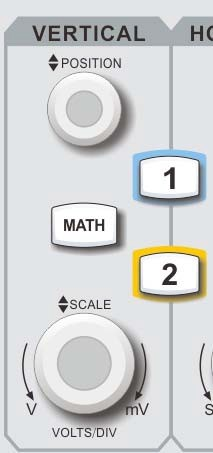 VERTICAL HO
POSITION
1
MATH
2
SCALE
V mV S
VOLTS/DIV